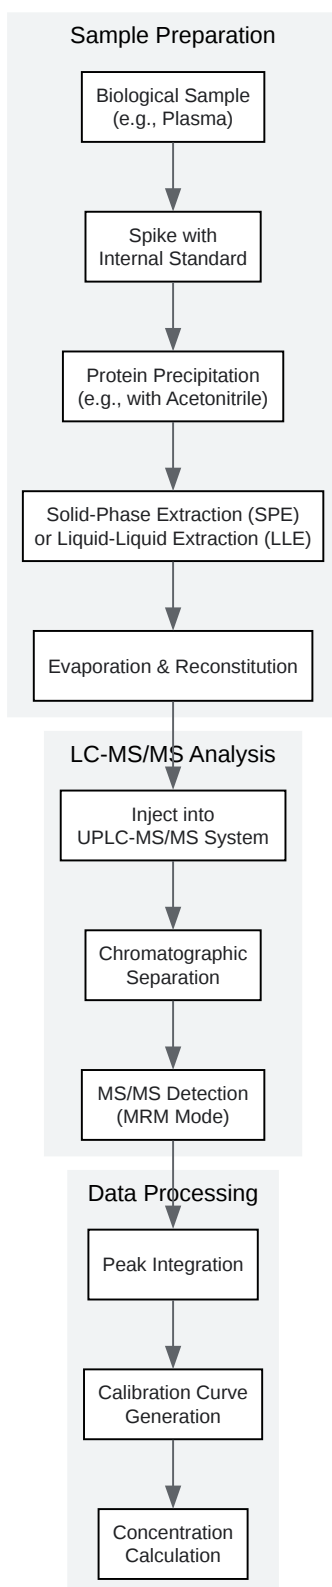 Sample Preparation
Biological Sample
(e.g., Plasma)
Spike with
Internal Standard
Protein Precipitation
(e.g., with Acetonitrile)
Solid-Phase Extraction (SPE)
or Liquid-Liquid Extraction (LLE)
Evaporation & Reconstitution
LC-MS/MS Analysis
Inject into
UPLC-MS/MS System
Chromatographic
Separation
MS/MS Detection
(MRM Mode)
Data Processing
Peak Integration
Calibration Curve
Generation
Concentration
Calculation